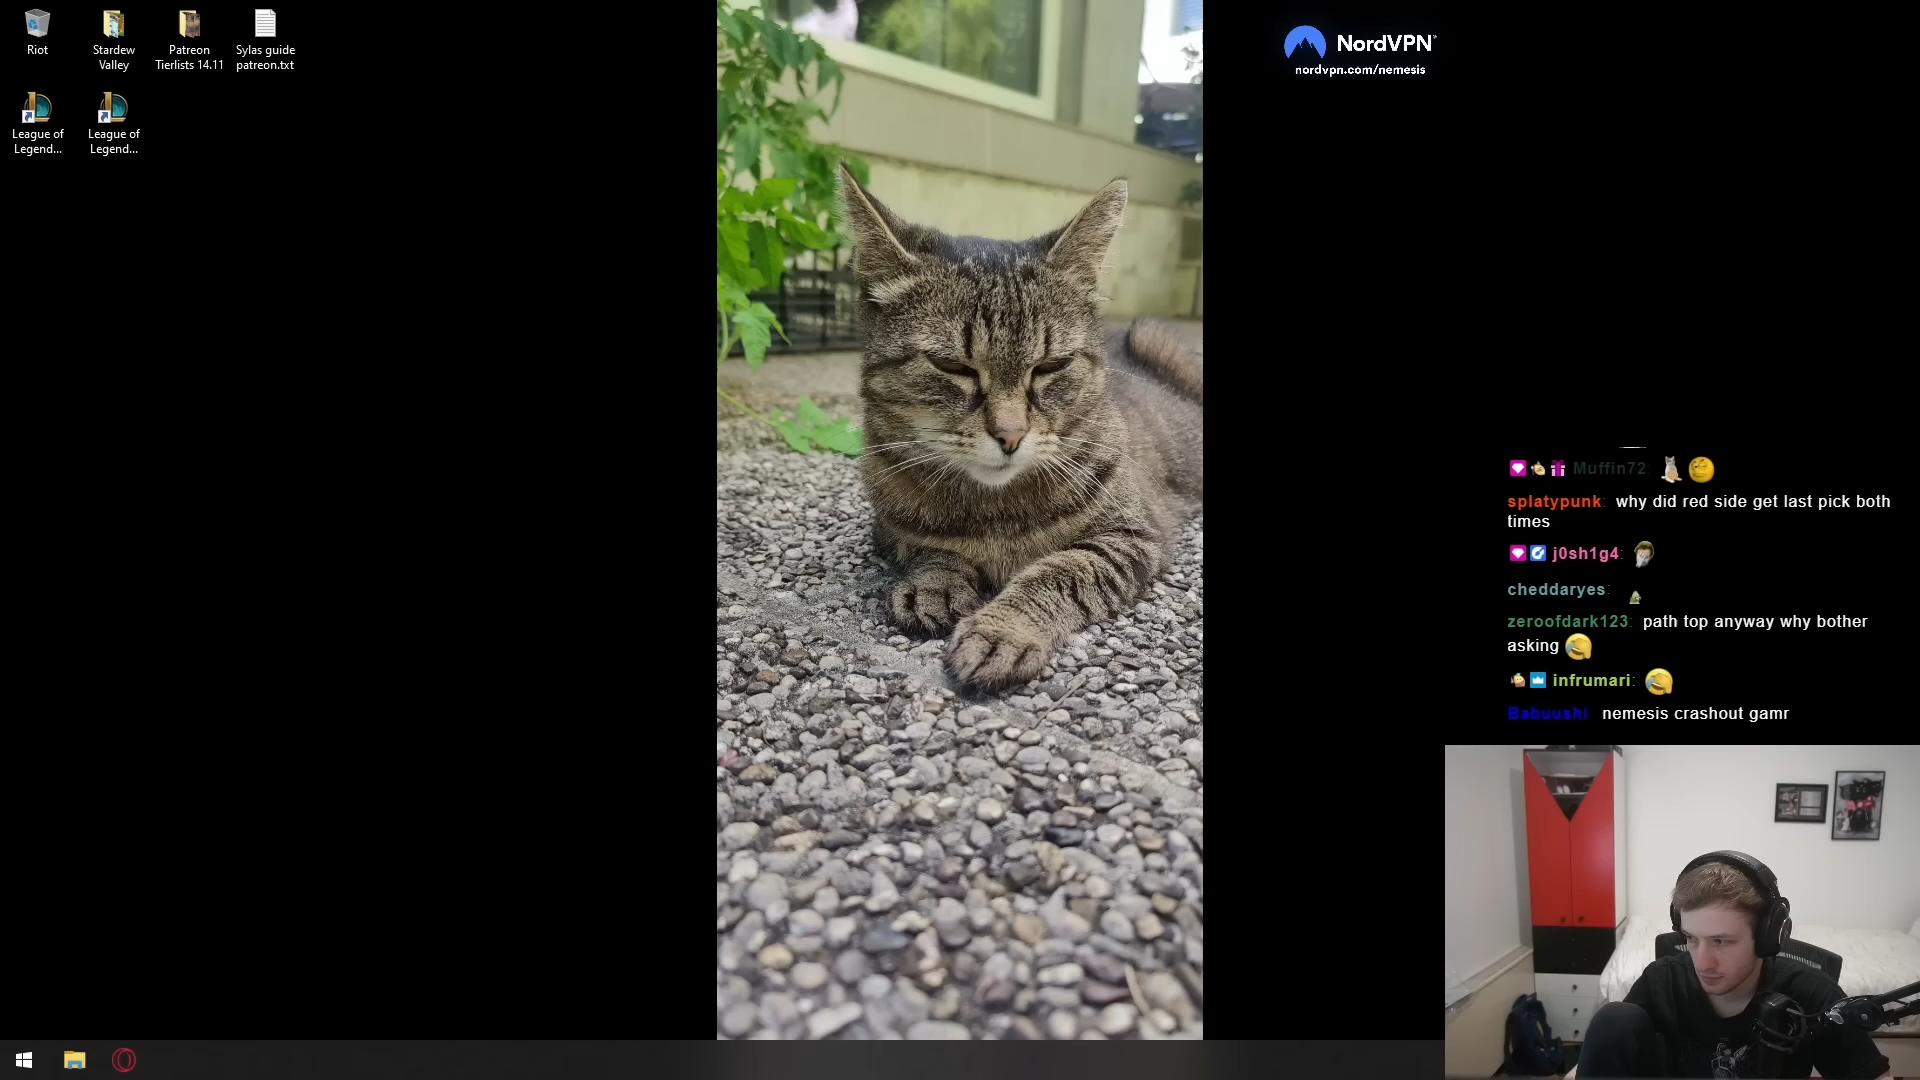 Riot
Stardew
Valley
Patreon
Tierlists 14.11
Sylas guide
patreon.txt
League of
Legend...
League of
Legend...
NordVPN
nordvpn.com/nemesis
Muffin72
splatypunk: why did red side get last pick both
times
j0sh1g4:
cheddaryes:
zeroofdark123: path top anyway why bother
asking
infrumari:
Babuushi: nemesis crashout gamr